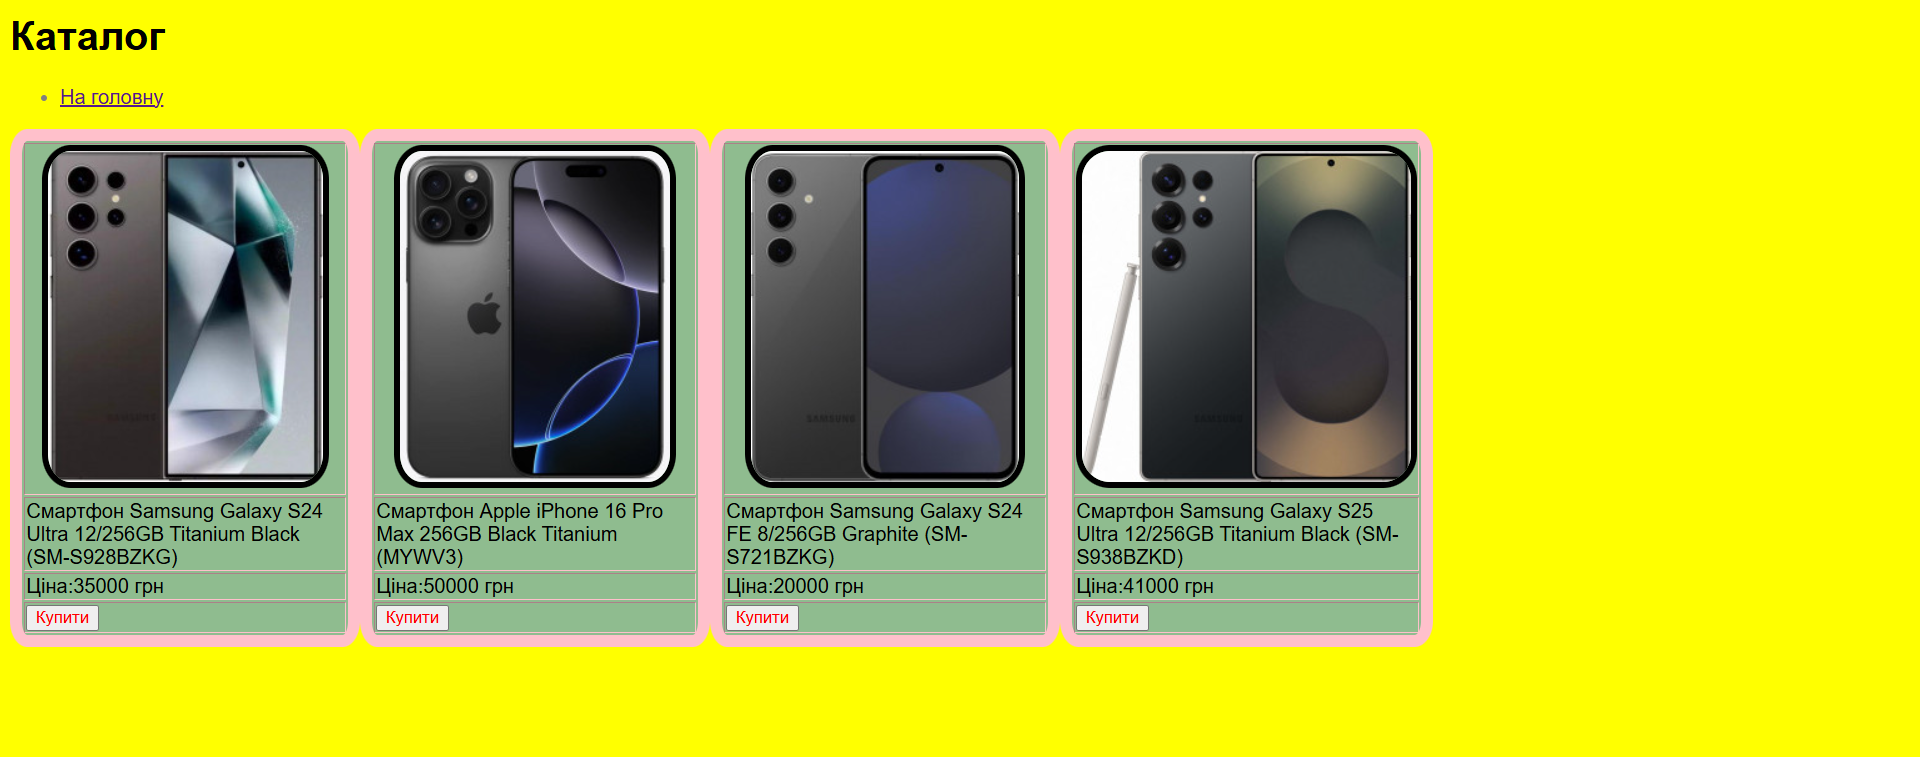 Каталог
На головну
Смартфон Samsung Galaxy S24
Ultra 12/256GB Titanium Black
(SM-S928BZKG)
Ціна:35000 грн
Купити
Смартфон Apple iPhone 16 Pro
Max 256GB Black Titanium
(MYWV3)
Ціна:50000 грн
Купити
SAMSUNG
Смартфон Samsung Galaxy S24
FE 8/256GB Graphite (SM-
S721BZKG)
Ціна:20000 грн
Купити
SAMSUNG
Смартфон Samsung Galaxy S25
Ultra 12/256GB Titanium Black (SM-
S938BZKD)
Ціна:41000 грн
Купити